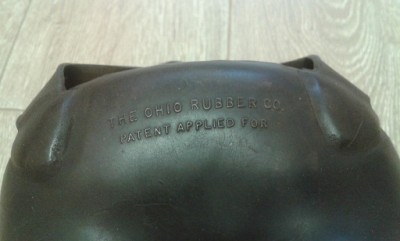 THE OHIO RUBBER CO.
PATENT APPLIED FOR